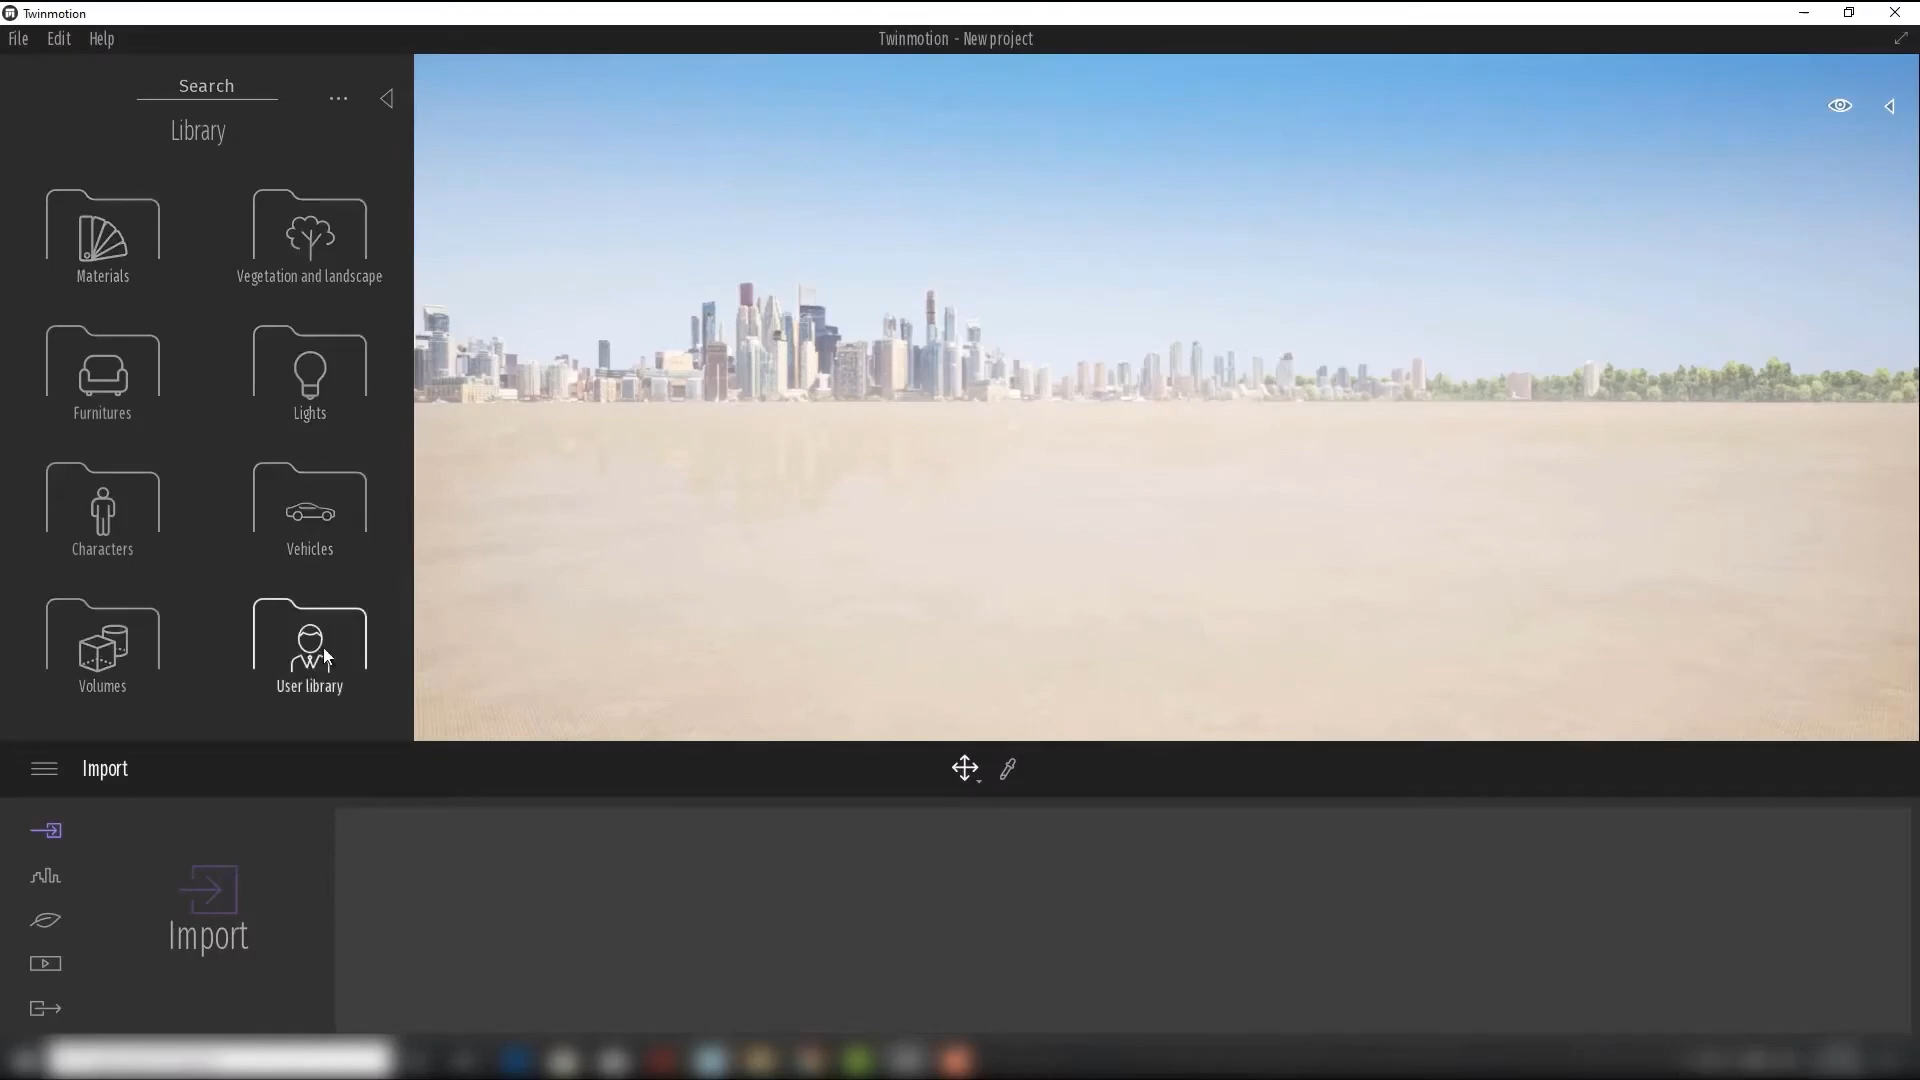 Twinmotion
File Edit Help
Twinmotion - New project
Search
Library
Materials
Vegetation and landscape
Furnitures
Lights
Characters
Vehicles
Volumes
User library
Import
Import